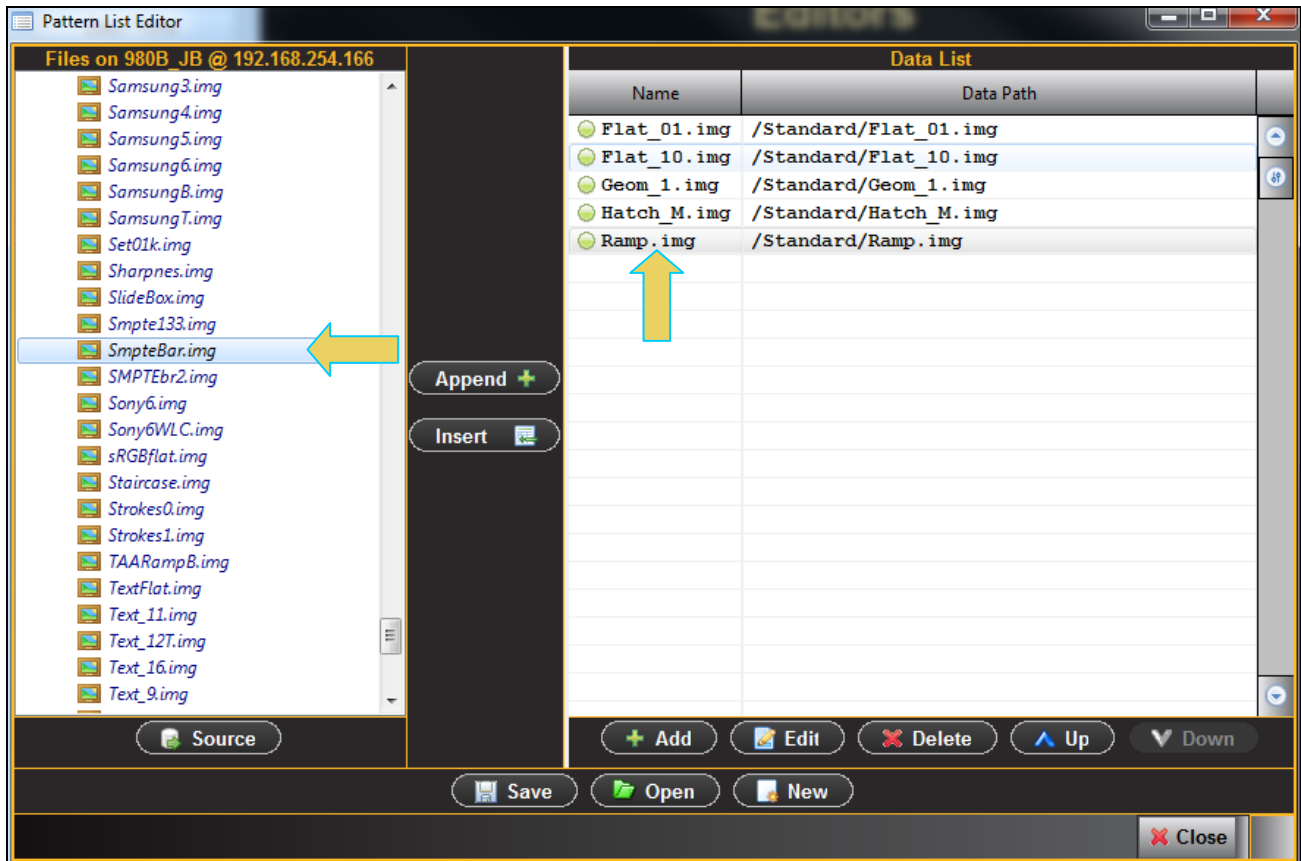 Pattern List Editor
Editors
Files on 980B_JB @ 192.168.254.166
Samsung3.img
Samsung4.img
Samsung5.img
Samsung6.img
SamsungB.img
SamsungT.img
Set01k.img
Sharpnes.img
SlideBox.img
Smpte133.img
SmpteBar.img
SMPTEbr2.img
Sony6.img
Sony6WLC.img
sRGBflat.img
Staircase.img
Strokes0.img
Strokes1.img
TAARampB.img
TextFlat.img
Text_11.img
Text_12T.img
Text_16.img
Text_9.img
Source
Append
Insert
Data List
Name Data Path
Flat_01.img /Standard/Flat_01.img
Flat_10.img /Standard/Flat_10.img
Geom_1.img /Standard/Geom_1.img
Hatch_M.img /Standard/Hatch_M.img
Ramp.img /Standard/Ramp.img
Add Edit Delete Up Down
Save Open New
Close